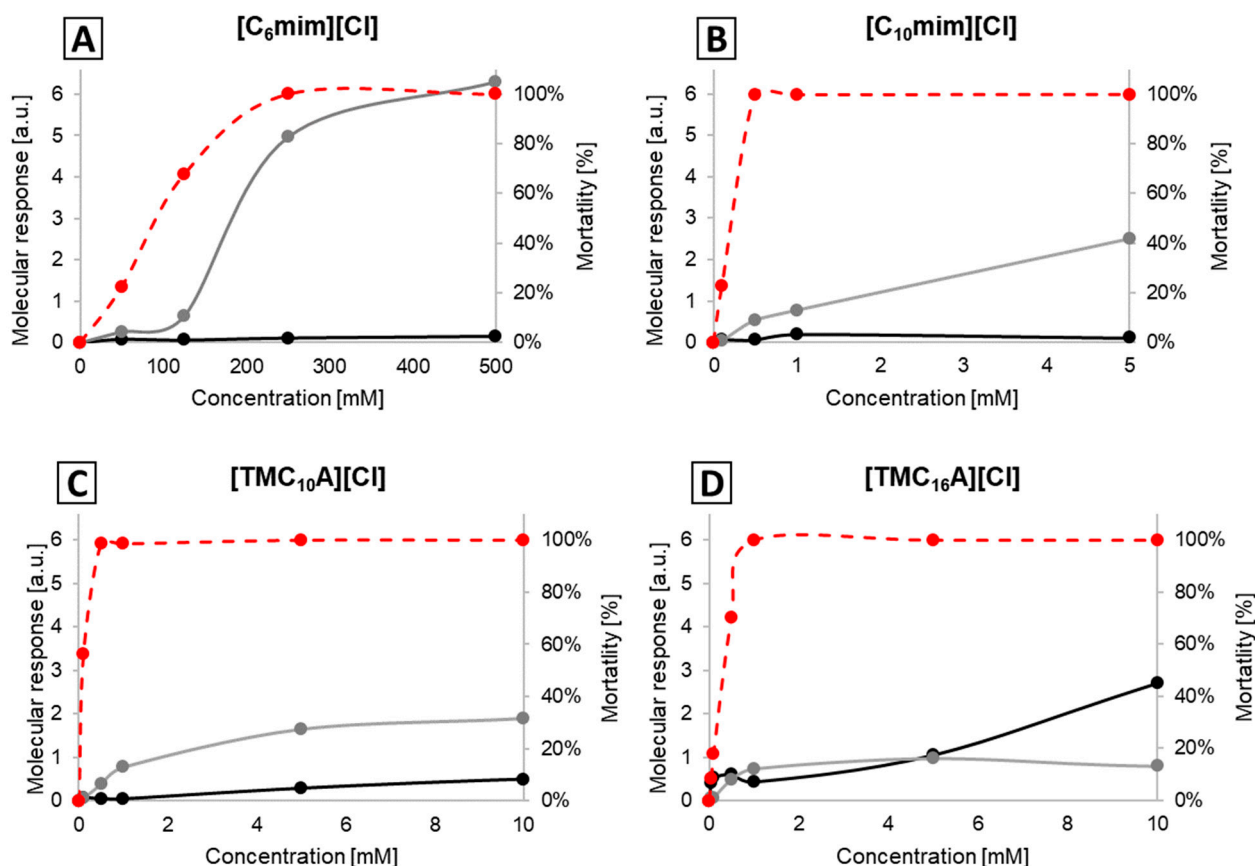 A
[C₆mim][Cl]
Molecular response [a.u.]
6
5
4
3
2
1
0
100%
80%
60%
40%
20%
0%
Mortatlity [%]
0 100 200 300 400 500
Concentration [mM]
B
[C₁₀mim][Cl]
Molecular response [a.u.]
6
5
4
3
2
1
0
100%
80%
60%
40%
20%
0%
Mortatlity [%]
0 1 2 3 4 5
Concentration [mM]
C
[TMC₁₀A][Cl]
Molecular response [a.u.]
6
5
4
3
2
1
0
100%
80%
60%
40%
20%
0%
Mortatlity [%]
0 2 4 6 8 10
Concentration [mM]
D
[TMC₁₆A][Cl]
Molecular response [a.u.]
6
5
4
3
2
1
0
100%
80%
60%
40%
20%
0%
Mortatlity [%]
0 2 4 6 8 10
Concentration [mM]